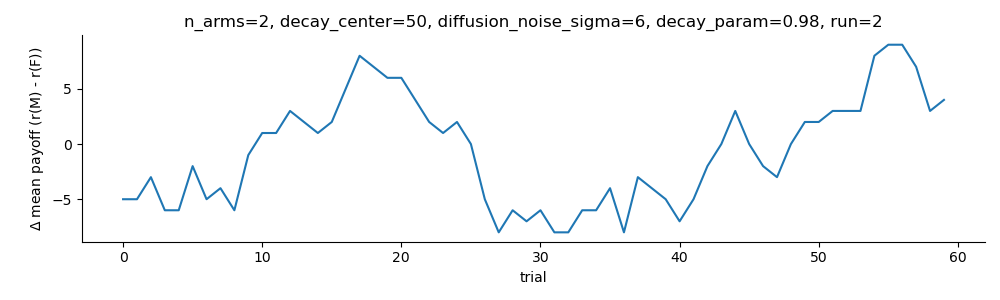 n_arms=2, decay_center=50, diffusion_noise_sigma=6, decay_param=0.98, run=2
Δ mean payoff (r(M) - r(F))
5
0
−5
0 10 20 30 40 50 60
trial